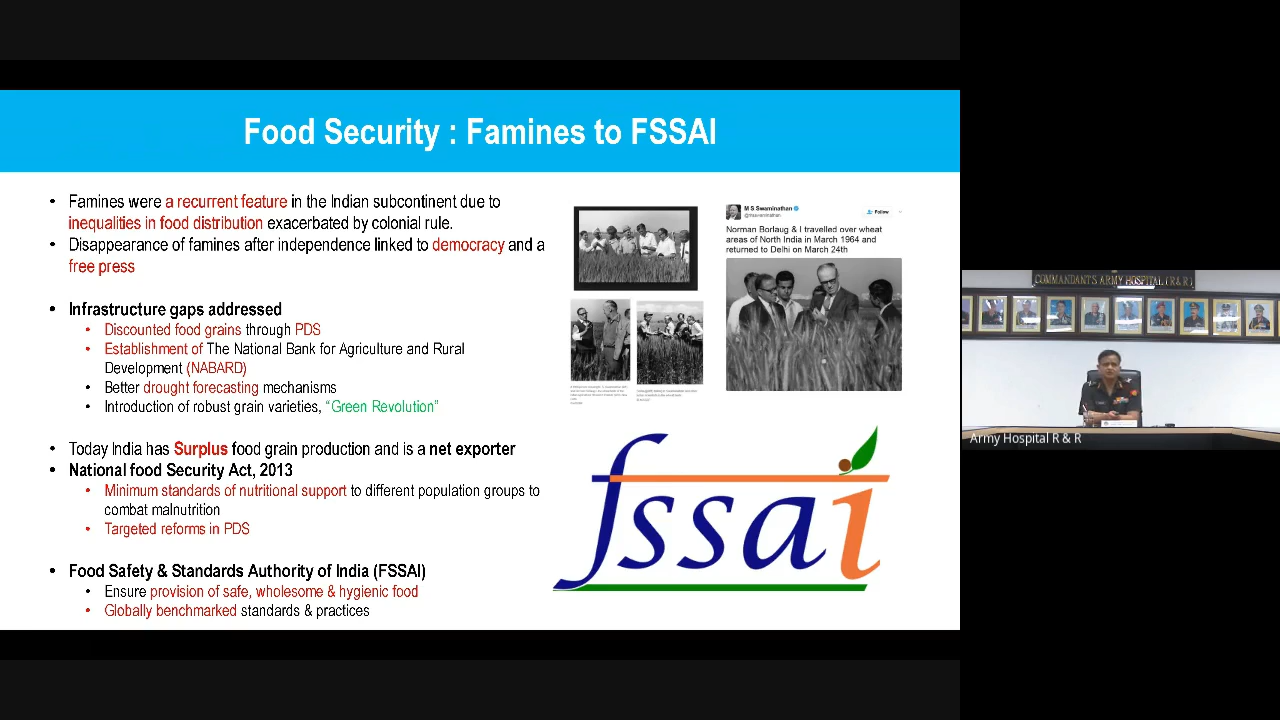 Food Security : Famines to FSSAI
• Famines were a recurrent feature in the Indian subcontinent due to
inequalities in food distribution exacerbated by colonial rule.
• Disappearance of famines after independence linked to democracy and a
free press
• Infrastructure gaps addressed
• Discounted food grains through PDS
• Establishment of The National Bank for Agriculture and Rural
Development (NABARD)
• Better drought forecasting mechanisms
• Introduction of robust grain varieties, “Green Revolution”
• Today India has Surplus food grain production and is a net exporter
• National food Security Act, 2013
• Minimum standards of nutritional support to different population groups to
combat malnutrition
• Targeted reforms in PDS
• Food Safety & Standards Authority of India (FSSAI)
• Ensure provision of safe, wholesome & hygienic food
• Globally benchmarked standards & practices
M S Swaminathan
Follow
Norman Borlaug & I travelled over wheat
areas of North India in March 1964 and
returned to Delhi on March 24th
fssai
COMMANDANT'S ARMY HOSPITAL (R & R)
Army Hospital R & R